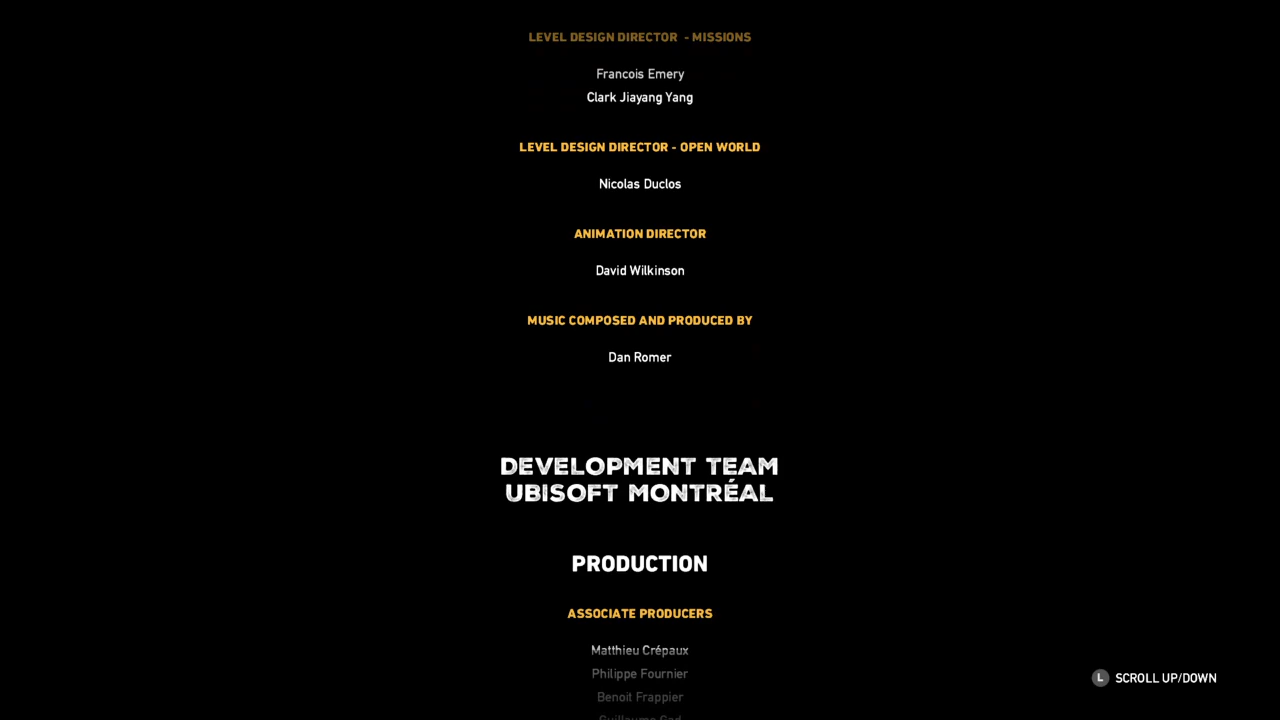 LEVEL DESIGN DIRECTOR - MISSIONS
Francois Emery
Clark Jiayang Yang
LEVEL DESIGN DIRECTOR - OPEN WORLD
Nicolas Duclos
ANIMATION DIRECTOR
David Wilkinson
MUSIC COMPOSED AND PRODUCED BY
Dan Romer
DEVELOPMENT TEAM
UBISOFT MONTRÉAL
PRODUCTION
ASSOCIATE PRODUCERS
Matthieu Crépaux
Philippe Fournier
Benoit Frappier
Guillaume
L SCROLL UP/DOWN